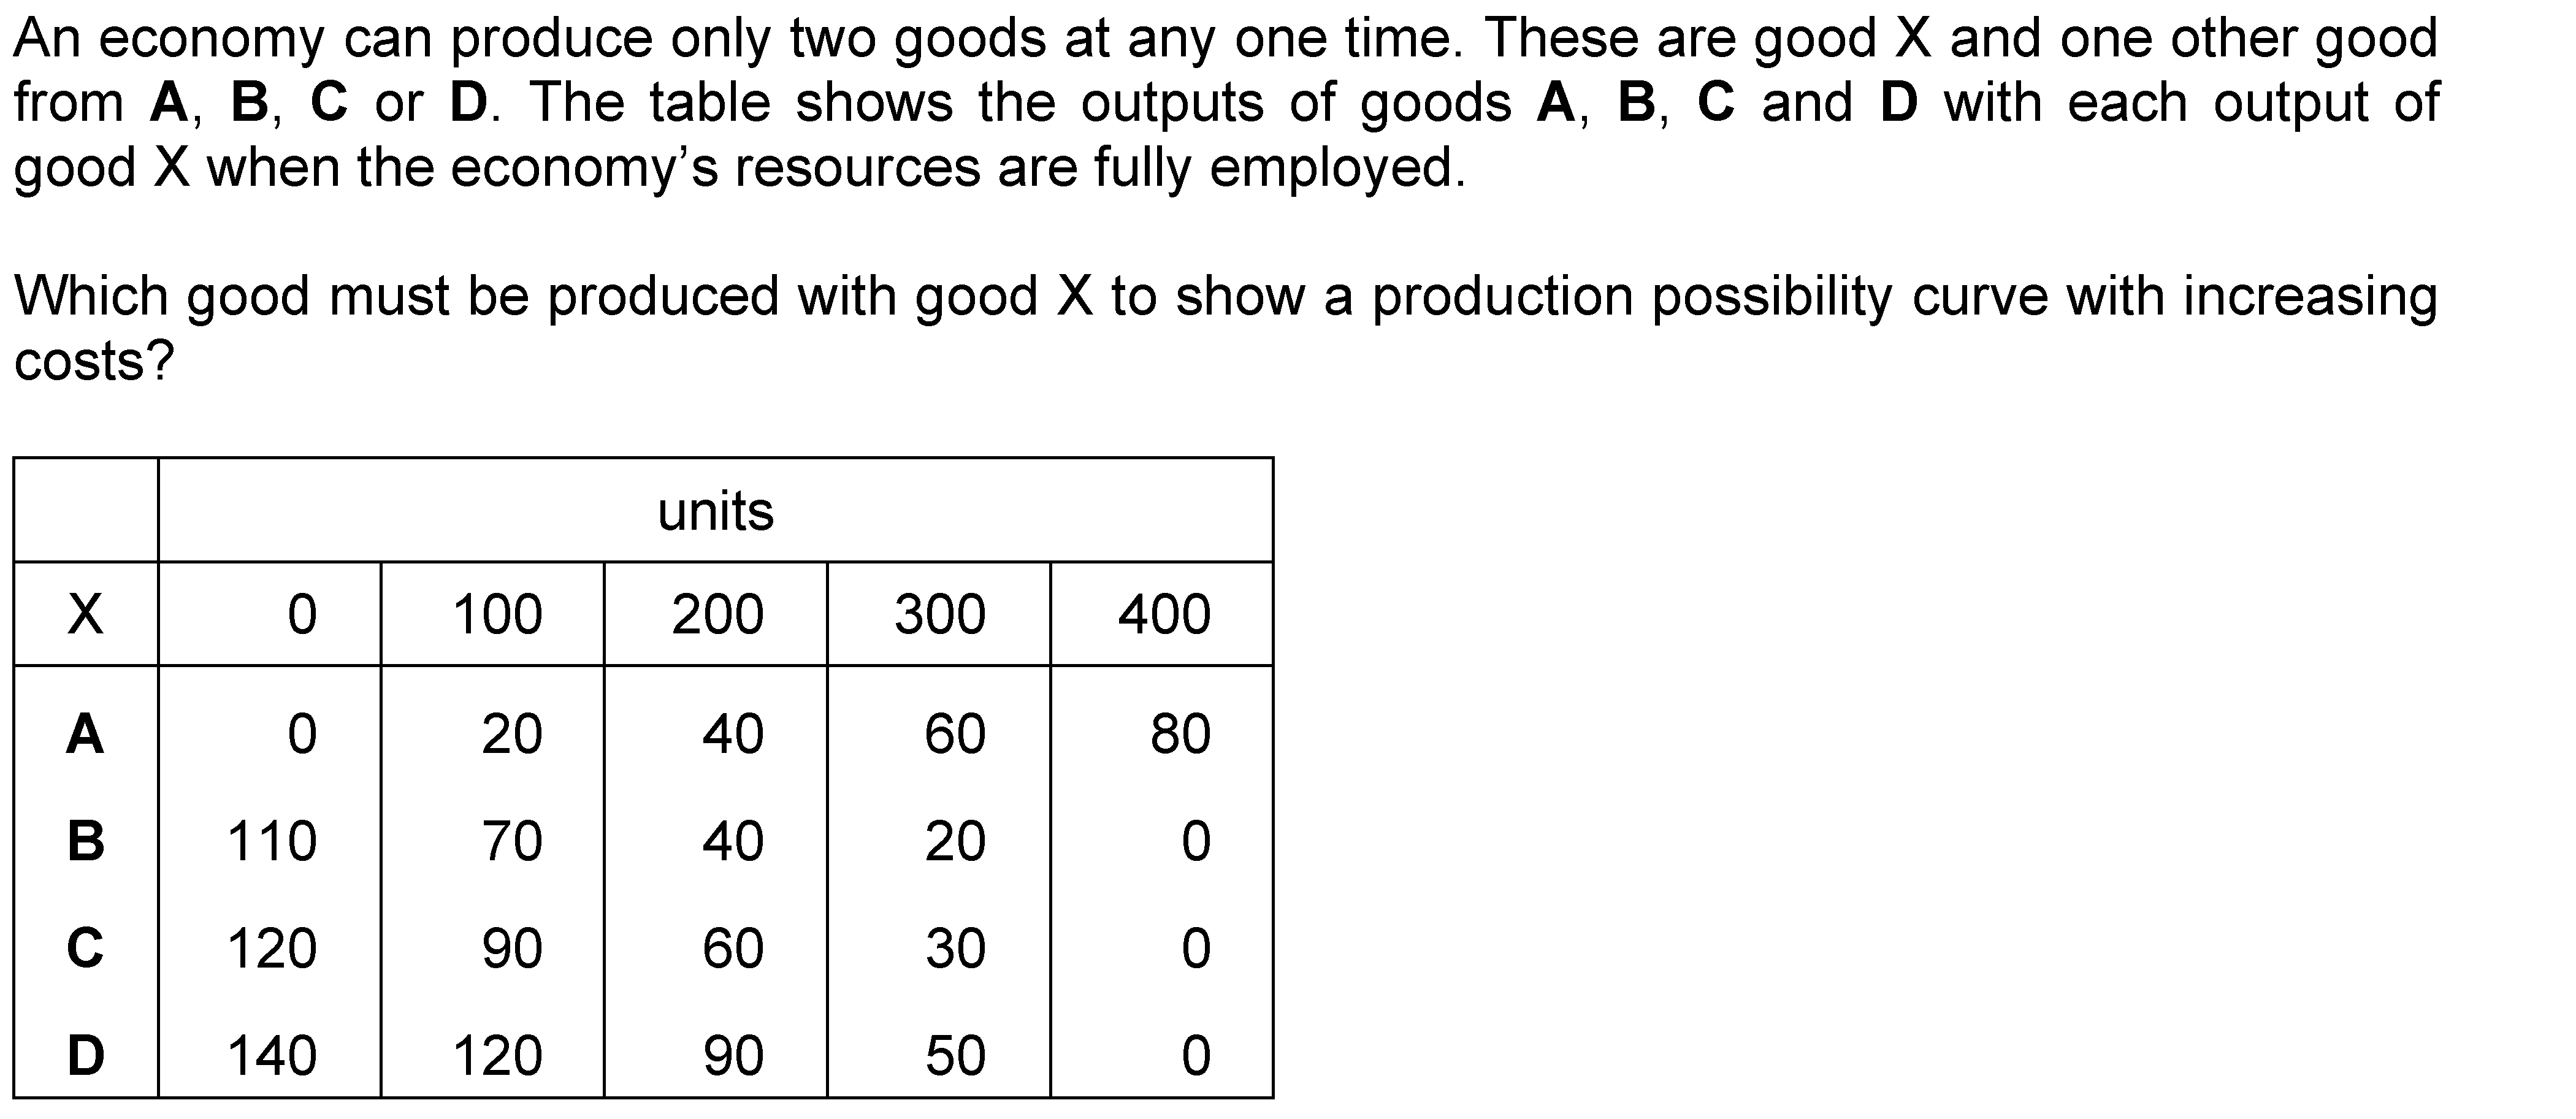 An economy can produce only two goods at any one time. These are good X and one other good
from A, B, C or D. The table shows the outputs of goods A, B, C and D with each output of
good X when the economy’s resources are fully employed.
Which good must be produced with good X to show a production possibility curve with increasing
costs?
units
X 0 100 200 300 400
A 0 20 40 60 80
B 110 70 40 20 0
C 120 90 60 30 0
D 140 120 90 50 0